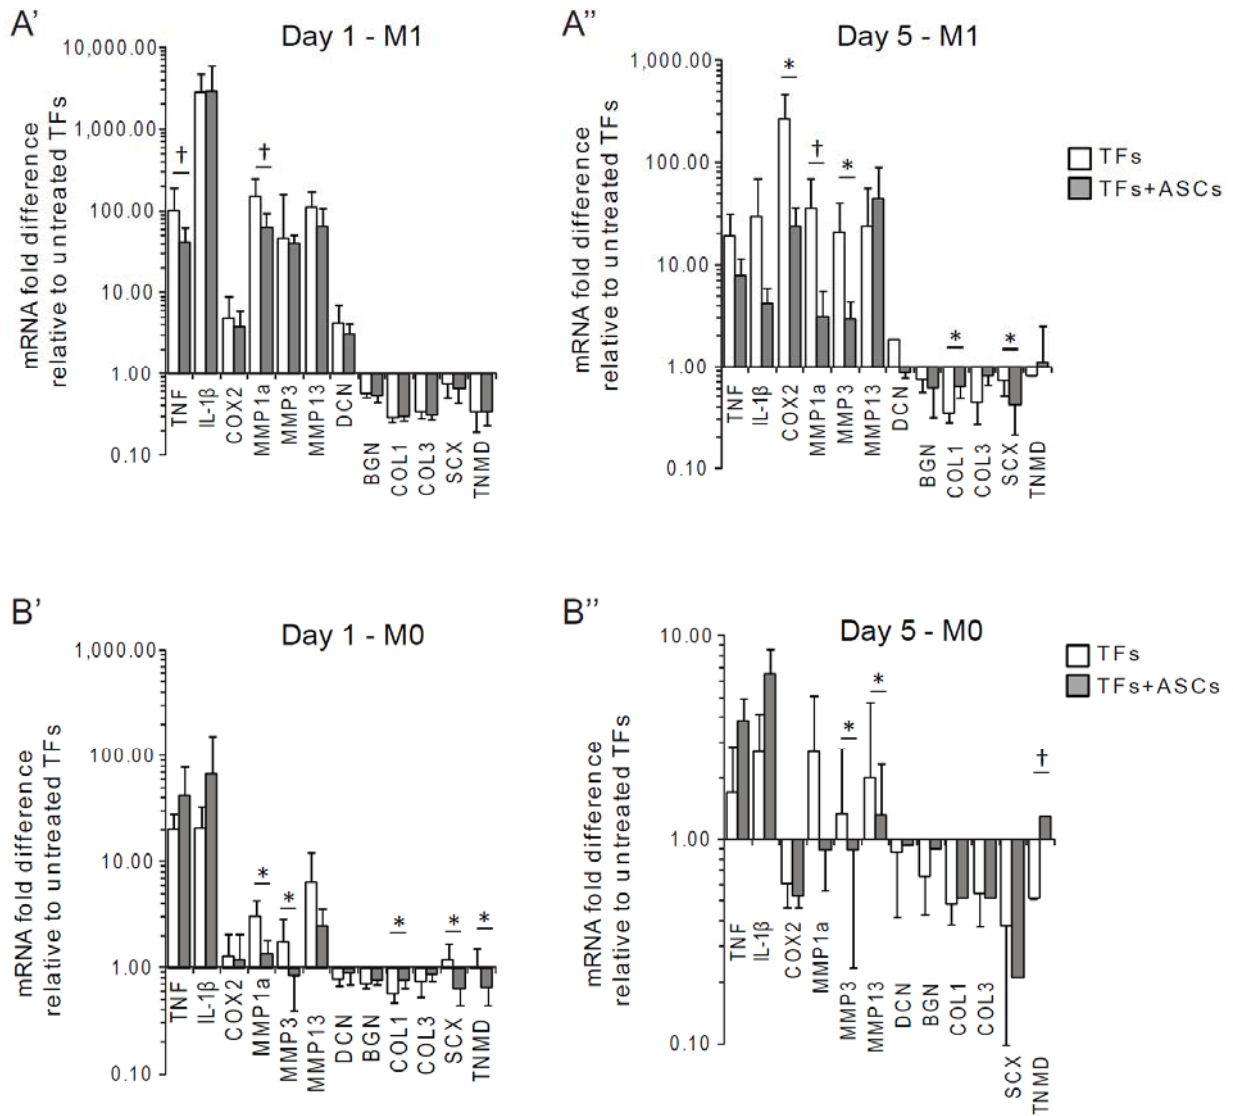 A’
Day 1 - M1
mRNA fold difference
relative to untreated TFs
10,000.00
1,000.00
100.00
10.00
1.00
0.10
†
†
TNF
IL-1β
COX2
MMP1a
MMP3
MMP13
DCN
BGN
COL1
COL3
SCX
TNMD
A’’
Day 5 - M1
mRNA fold difference
relative to untreated TFs
1,000.00
100.00
10.00
1.00
0.10
*
†
*
*
*
TNF
IL-1β
COX2
MMP1a
MMP3
MMP13
DCN
BGN
COL1
COL3
SCX
TNMD
TFs
TFs+ASCs
B’
Day 1 - M0
mRNA fold difference
relative to untreated TFs
1,000.00
100.00
10.00
1.00
0.10
*
*
*
*
*
TNF
IL-1β
COX2
MMP1a
MMP3
MMP13
DCN
BGN
COL1
COL3
SCX
TNMD
B’’
Day 5 - M0
mRNA fold difference
relative to untreated TFs
10.00
1.00
0.10
*
*
†
TNF
IL-1β
COX2
MMP1a
MMP3
MMP13
DCN
BGN
COL1
COL3
SCX
TNMD
TFs
TFs+ASCs